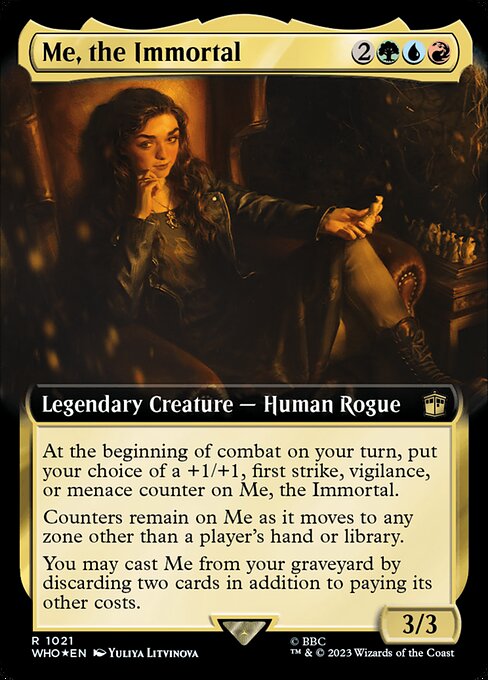 Me, the Immortal 2
Legendary Creature — Human Rogue
At the beginning of combat on your turn, put
your choice of a +1/+1, first strike, vigilance,
or menace counter on Me, the Immortal.
Counters remain on Me as it moves to any
zone other than a player's hand or library.
You may cast Me from your graveyard by
discarding two cards in addition to paying its
other costs.
3/3
R 1021
WHO★EN Yuliya Litvinova
© BBC
™ & © 2023 Wizards of the Coast